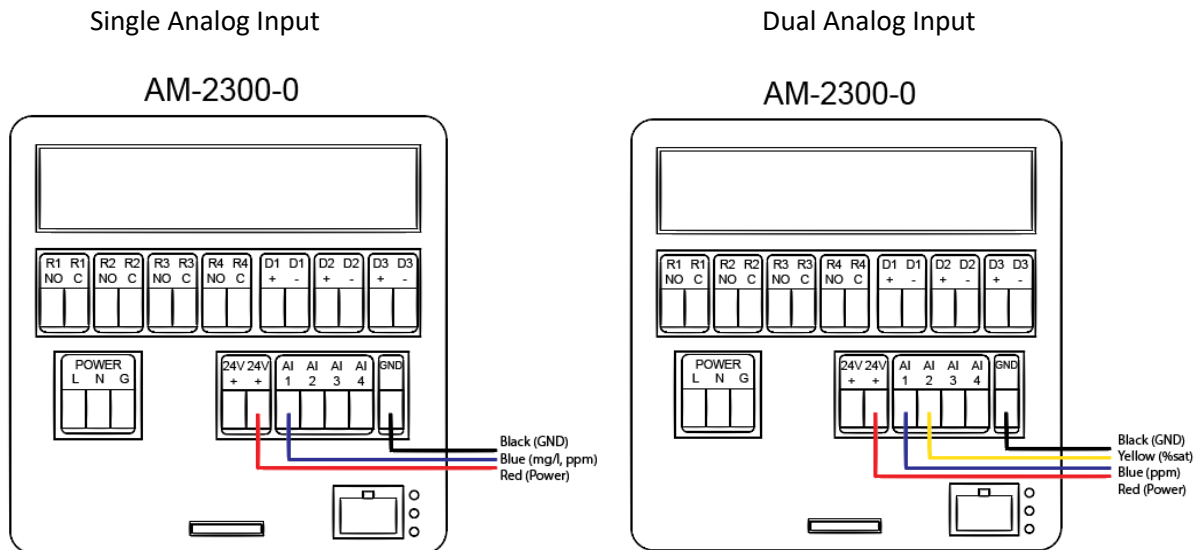 Single Analog Input
AM-2300-0
R1 R1 R2 R2 R3 R3 R4 R4 D1 D1 D2 D2 D3 D3
NO C NO C NO C NO C + - + - + -
POWER
L N G
24V 24V AI AI AI AI GND
+ + 1 2 3 4
Black (GND)
Blue (mg/l, ppm)
Red (Power)
Dual Analog Input
AM-2300-0
R1 R1 R2 R2 R3 R3 R4 R4 D1 D1 D2 D2 D3 D3
NO C NO C NO C NO C + - + - + -
POWER
L N G
24V 24V AI AI AI AI GND
+ + 1 2 3 4
Black (GND)
Yellow (%sat)
Blue (ppm)
Red (Power)